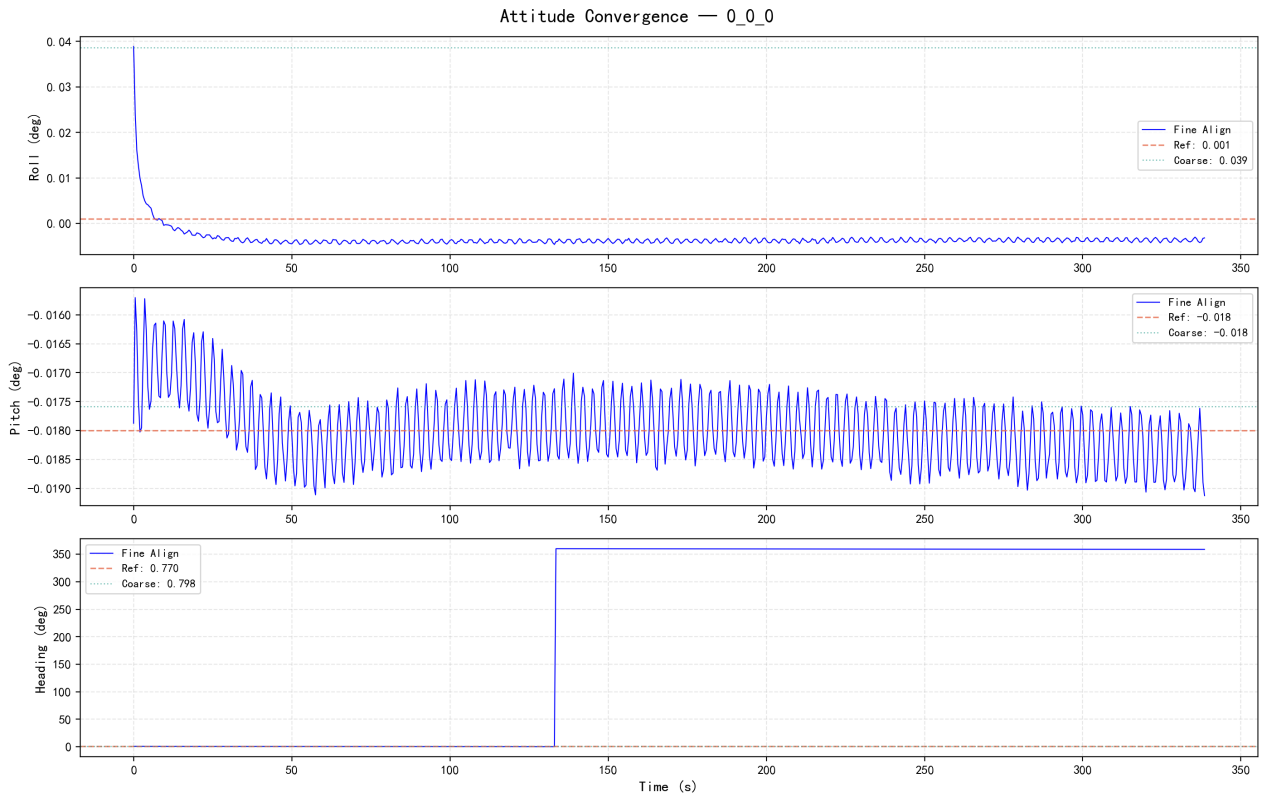 Attitude Convergence — 0_0_0
Roll (deg)
0.04
0.03
0.02
0.01
0.00
Fine Align
Ref: 0.001
Coarse: 0.039
0 50 100 150 200 250 300 350
Pitch (deg)
-0.0160
-0.0165
-0.0170
-0.0175
-0.0180
-0.0185
-0.0190
Fine Align
Ref: -0.018
Coarse: -0.018
0 50 100 150 200 250 300 350
Heading (deg)
350
300
250
200
150
100
50
0
Fine Align
Ref: 0.770
Coarse: 0.798
0 50 100 150 200 250 300 350
Time (s)